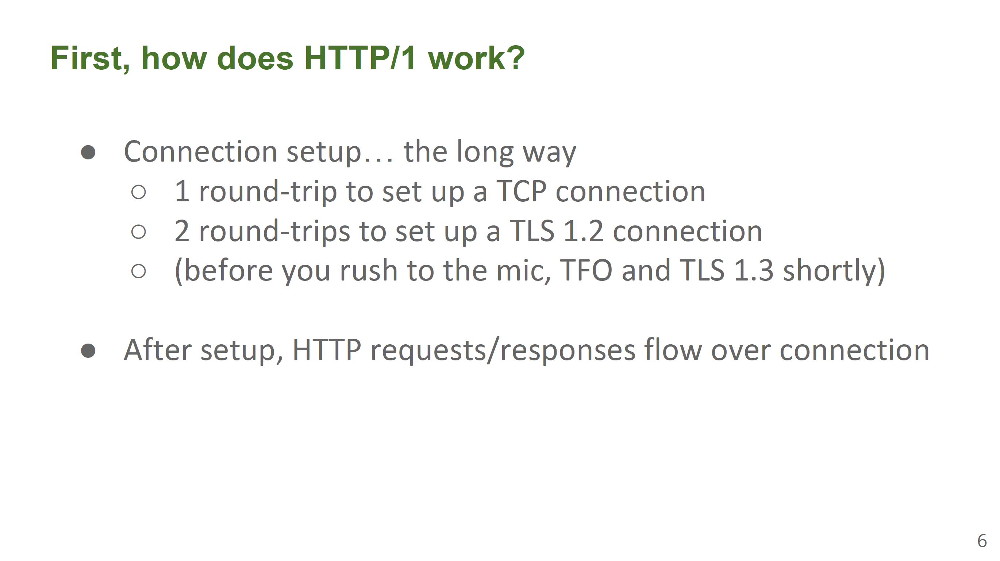 First, how does HTTP/1 work?
● Connection setup… the long way
○ 1 round-trip to set up a TCP connection
○ 2 round-trips to set up a TLS 1.2 connection
○ (before you rush to the mic, TFO and TLS 1.3 shortly)
● After setup, HTTP requests/responses flow over connection
6